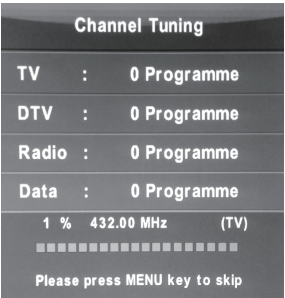 Channel Tuning
TV : 0 Programme
DTV : 0 Programme
Radio : 0 Programme
Data : 0 Programme
1 % 432.00 MHz (TV)
Please press MENU key to skip